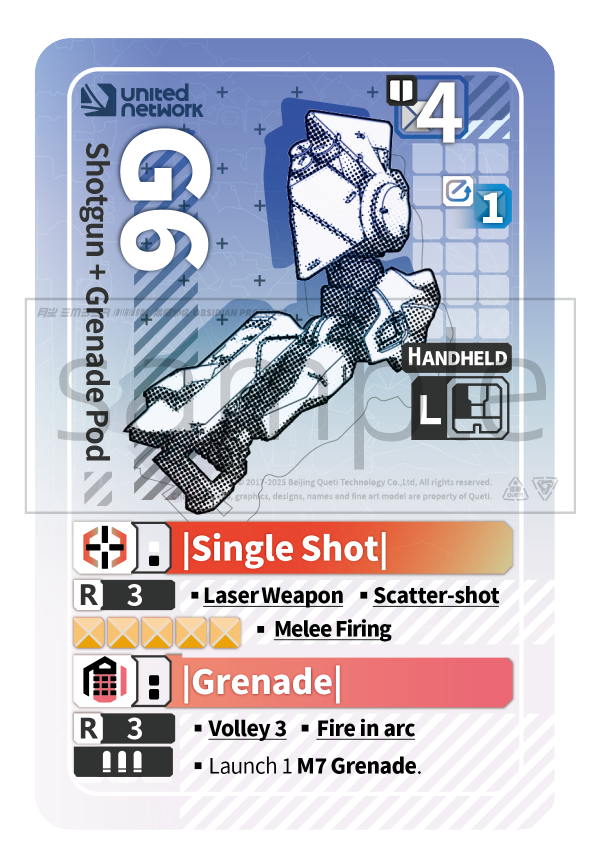 UNITED
NETWORK
4
G6
Shotgun + Grenade Pod
1
HANDHELD
L
sample
© 2017-2025 Beijing Queti Technology Co.,Ltd, All rights reserved.
graphics, designs, names and fine art model are property of Queti.
|Single Shot|
R 3 ▪ Laser Weapon ▪ Scatter-shot
▪ Melee Firing
|Grenade|
R 3 ▪ Volley 3 ▪ Fire in arc
▪ Launch 1 M7 Grenade.